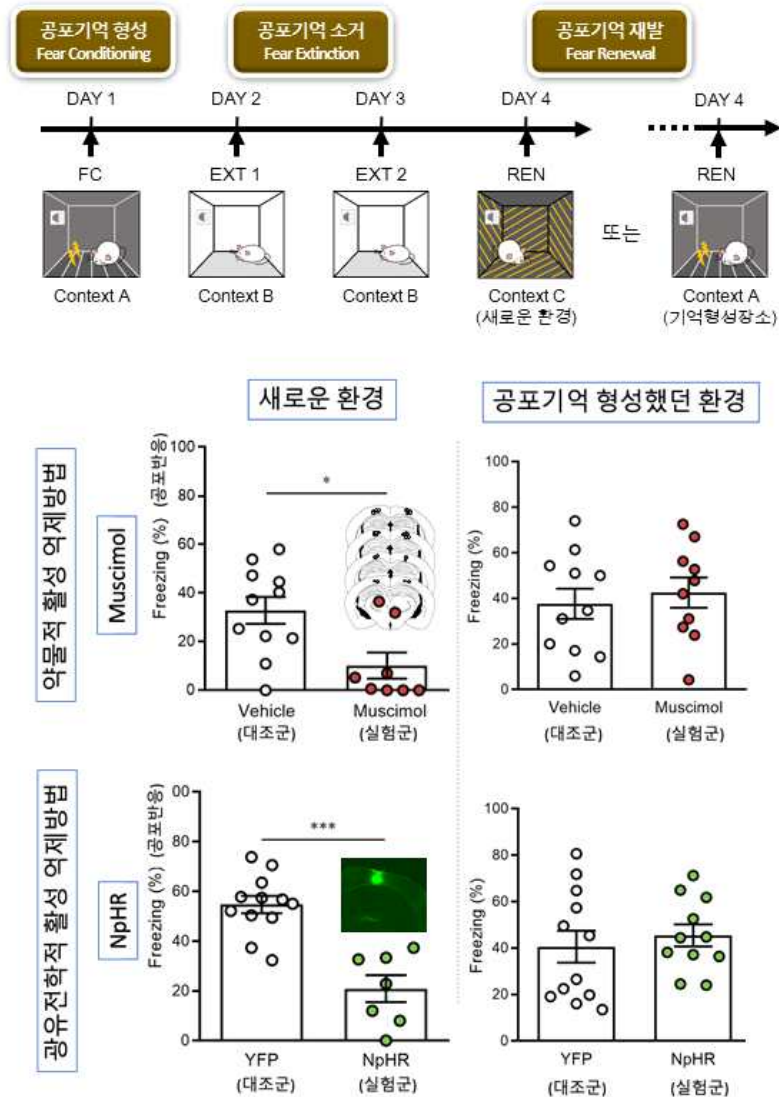 공포기억 형성
Fear Conditioning
공포기억 소거
Fear Extinction
공포기억 재발
Fear Renewal
DAY 1
DAY 2
DAY 3
DAY 4
DAY 4
FC
EXT 1
EXT 2
REN
REN
또는
Context A
Context B
Context B
Context C
(새로운 환경)
Context A
(기억형성장소)
새로운 환경
공포기억 형성했던 환경
약물적 활성 억제방법
Muscimol
Freezing (%) (공포반응)
100
80
60
40
20
0
*
Vehicle
(대조군)
Muscimol
(실험군)
Freezing (%)
100
80
60
40
20
0
Vehicle
(대조군)
Muscimol
(실험군)
광유전학적 활성 억제방법
NpHR
Freezing (%) (공포반응)
00
80
60
40
20
0
***
YFP
(대조군)
NpHR
(실험군)
Freezing (%)
100
80
60
40
20
0
YFP
(대조군)
NpHR
(실험군)